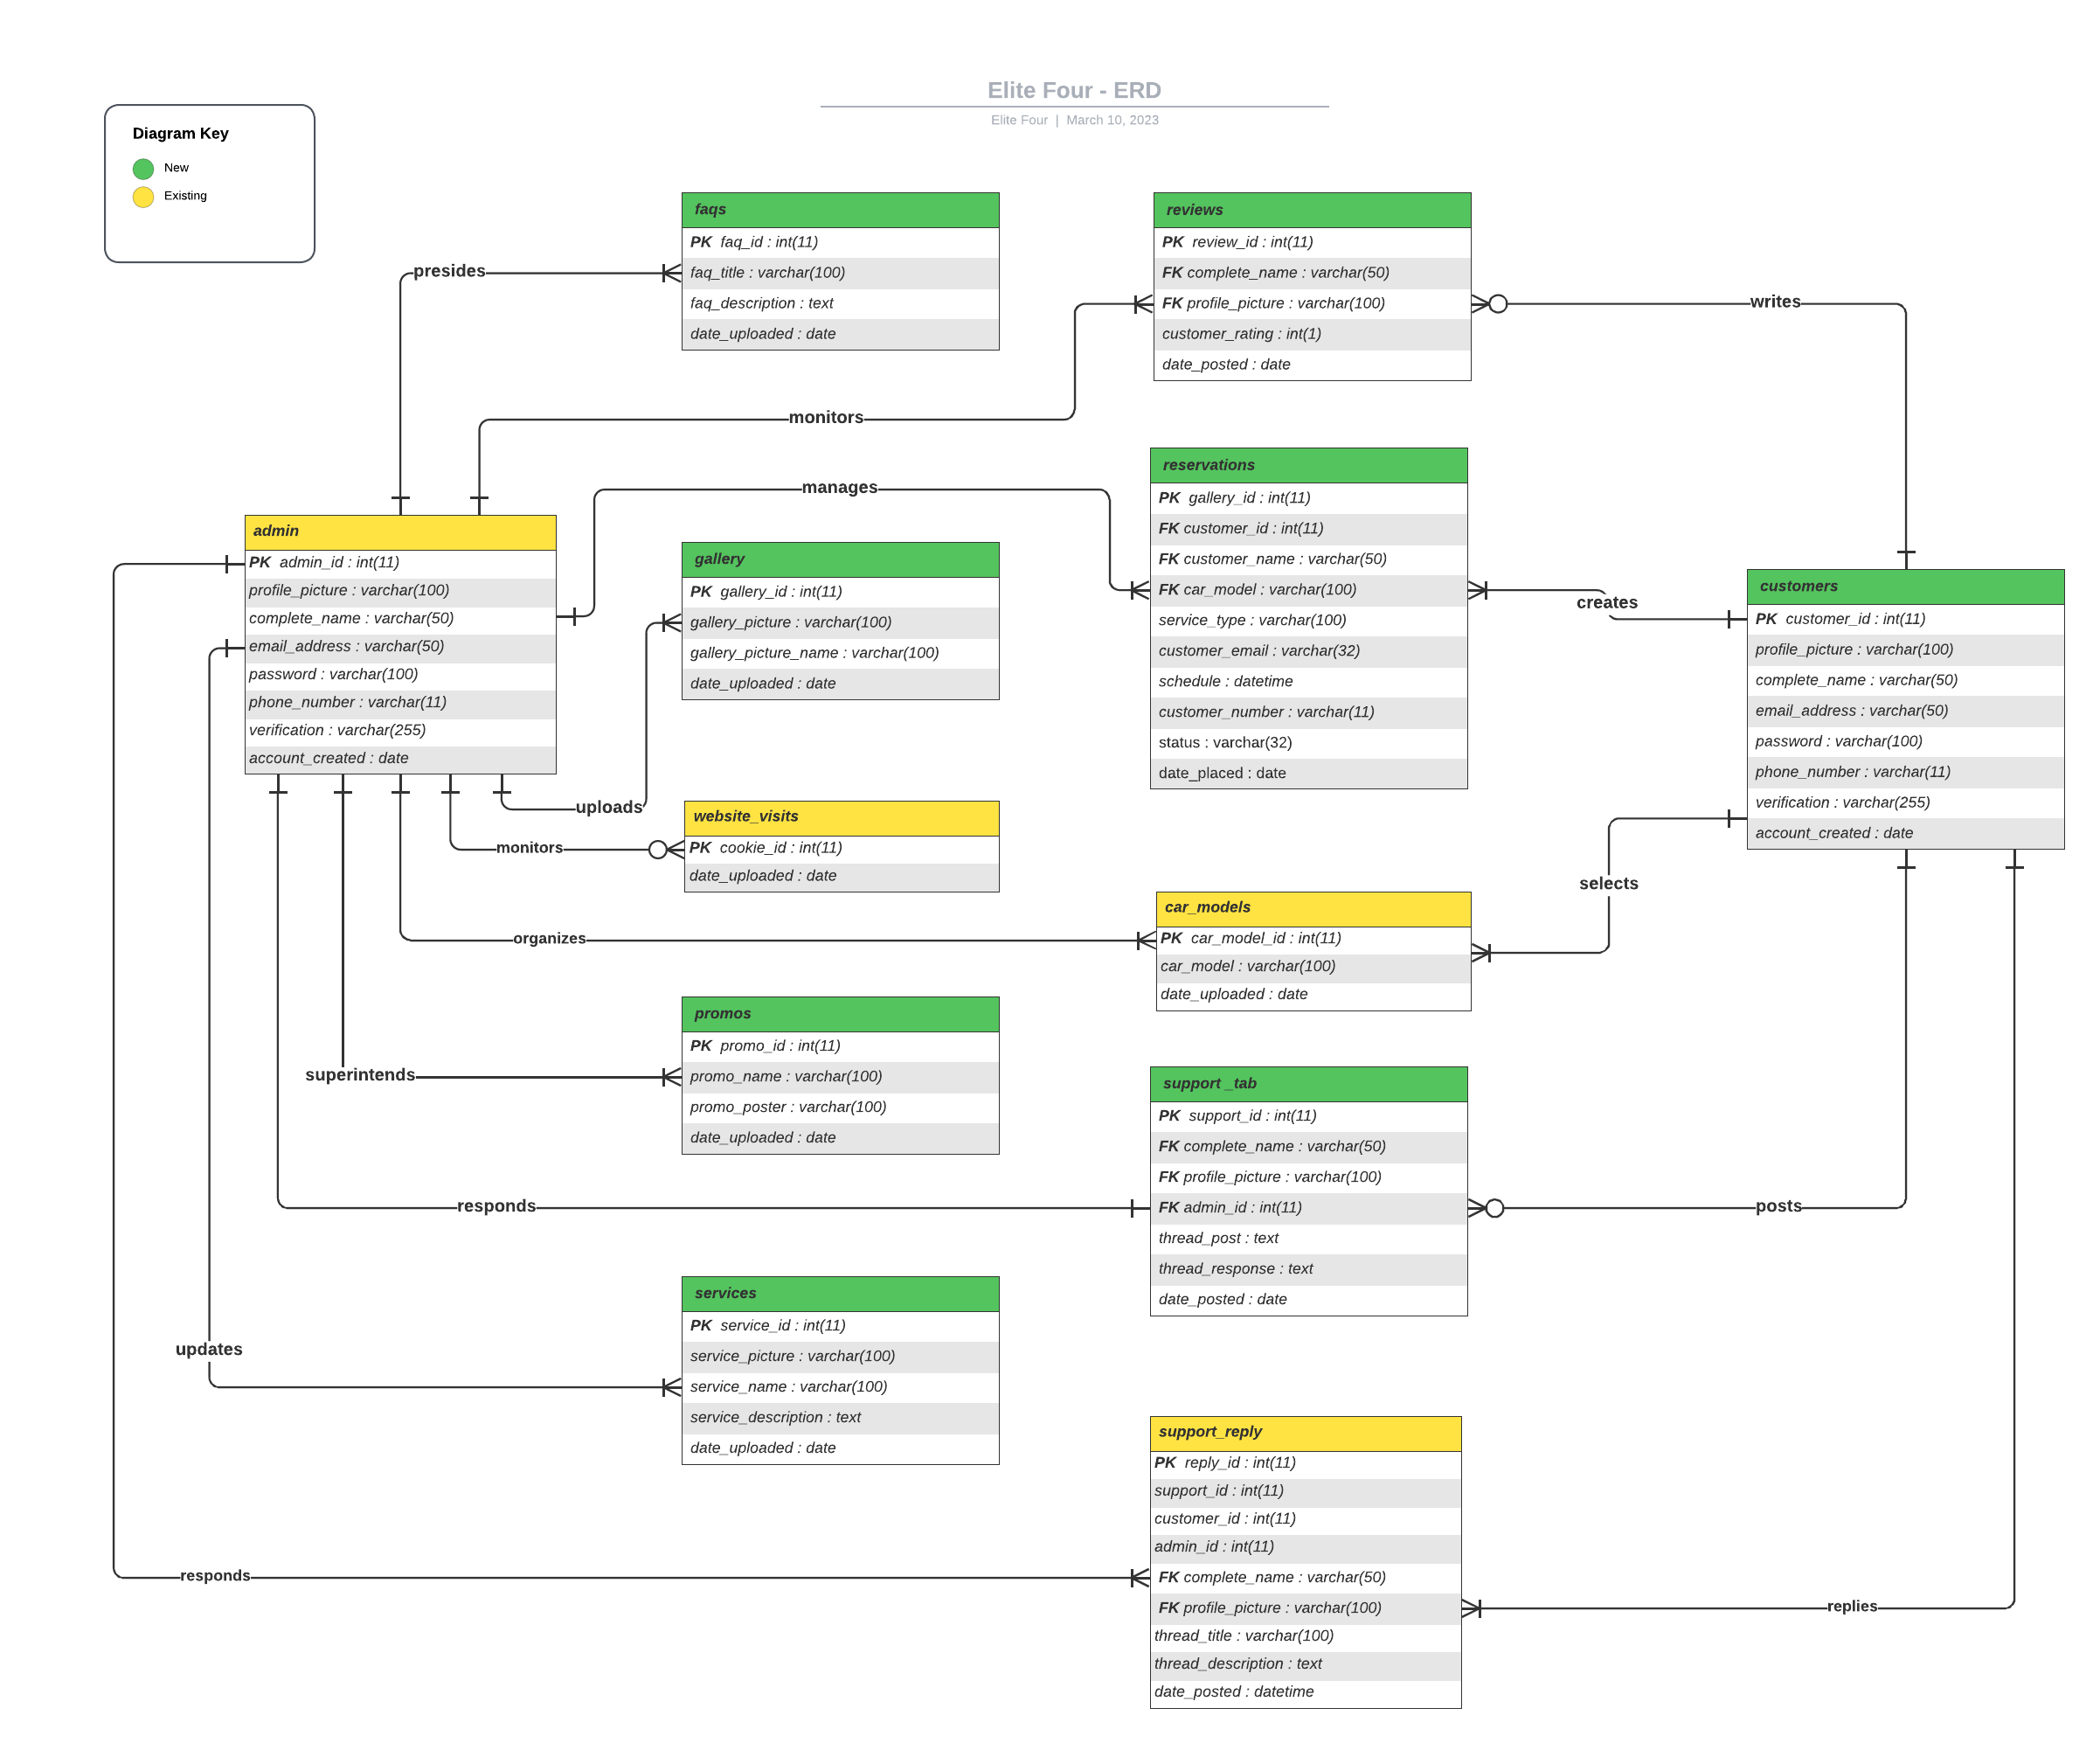 Elite Four - ERD
Elite Four | March 10, 2023
Diagram Key
New
Existing
faqs
PK faq_id : int(11)
faq_title : varchar(100)
faq_description : text
date_uploaded : date
reviews
PK review_id : int(11)
FK complete_name : varchar(50)
FK profile_picture : varchar(100)
customer_rating : int(1)
date_posted : date
presides
writes
monitors
manages
reservations
PK gallery_id : int(11)
FK customer_id : int(11)
FK customer_name : varchar(50)
FK car_model : varchar(100)
service_type : varchar(100)
customer_email : varchar(32)
schedule : datetime
customer_number : varchar(11)
status : varchar(32)
date_placed : date
admin
PK admin_id : int(11)
profile_picture : varchar(100)
complete_name : varchar(50)
email_address : varchar(50)
password : varchar(100)
phone_number : varchar(11)
verification : varchar(255)
account_created : date
gallery
PK gallery_id : int(11)
gallery_picture : varchar(100)
gallery_picture_name : varchar(100)
date_uploaded : date
creates
customers
PK customer_id : int(11)
profile_picture : varchar(100)
complete_name : varchar(50)
email_address : varchar(50)
password : varchar(100)
phone_number : varchar(11)
verification : varchar(255)
account_created : date
uploads
website_visits
PK cookie_id : int(11)
date_uploaded : date
monitors
selects
car_models
PK car_model_id : int(11)
car_model : varchar(100)
date_uploaded : date
organizes
promos
PK promo_id : int(11)
promo_name : varchar(100)
promo_poster : varchar(100)
date_uploaded : date
superintends
support _tab
PK support_id : int(11)
FK complete_name : varchar(50)
FK profile_picture : varchar(100)
FK admin_id : int(11)
thread_post : text
thread_response : text
date_posted : date
responds
posts
services
PK service_id : int(11)
service_picture : varchar(100)
service_name : varchar(100)
service_description : text
date_uploaded : date
updates
support_reply
PK reply_id : int(11)
support_id : int(11)
customer_id : int(11)
admin_id : int(11)
FK complete_name : varchar(50)
FK profile_picture : varchar(100)
thread_title : varchar(100)
thread_description : text
date_posted : datetime
responds
replies